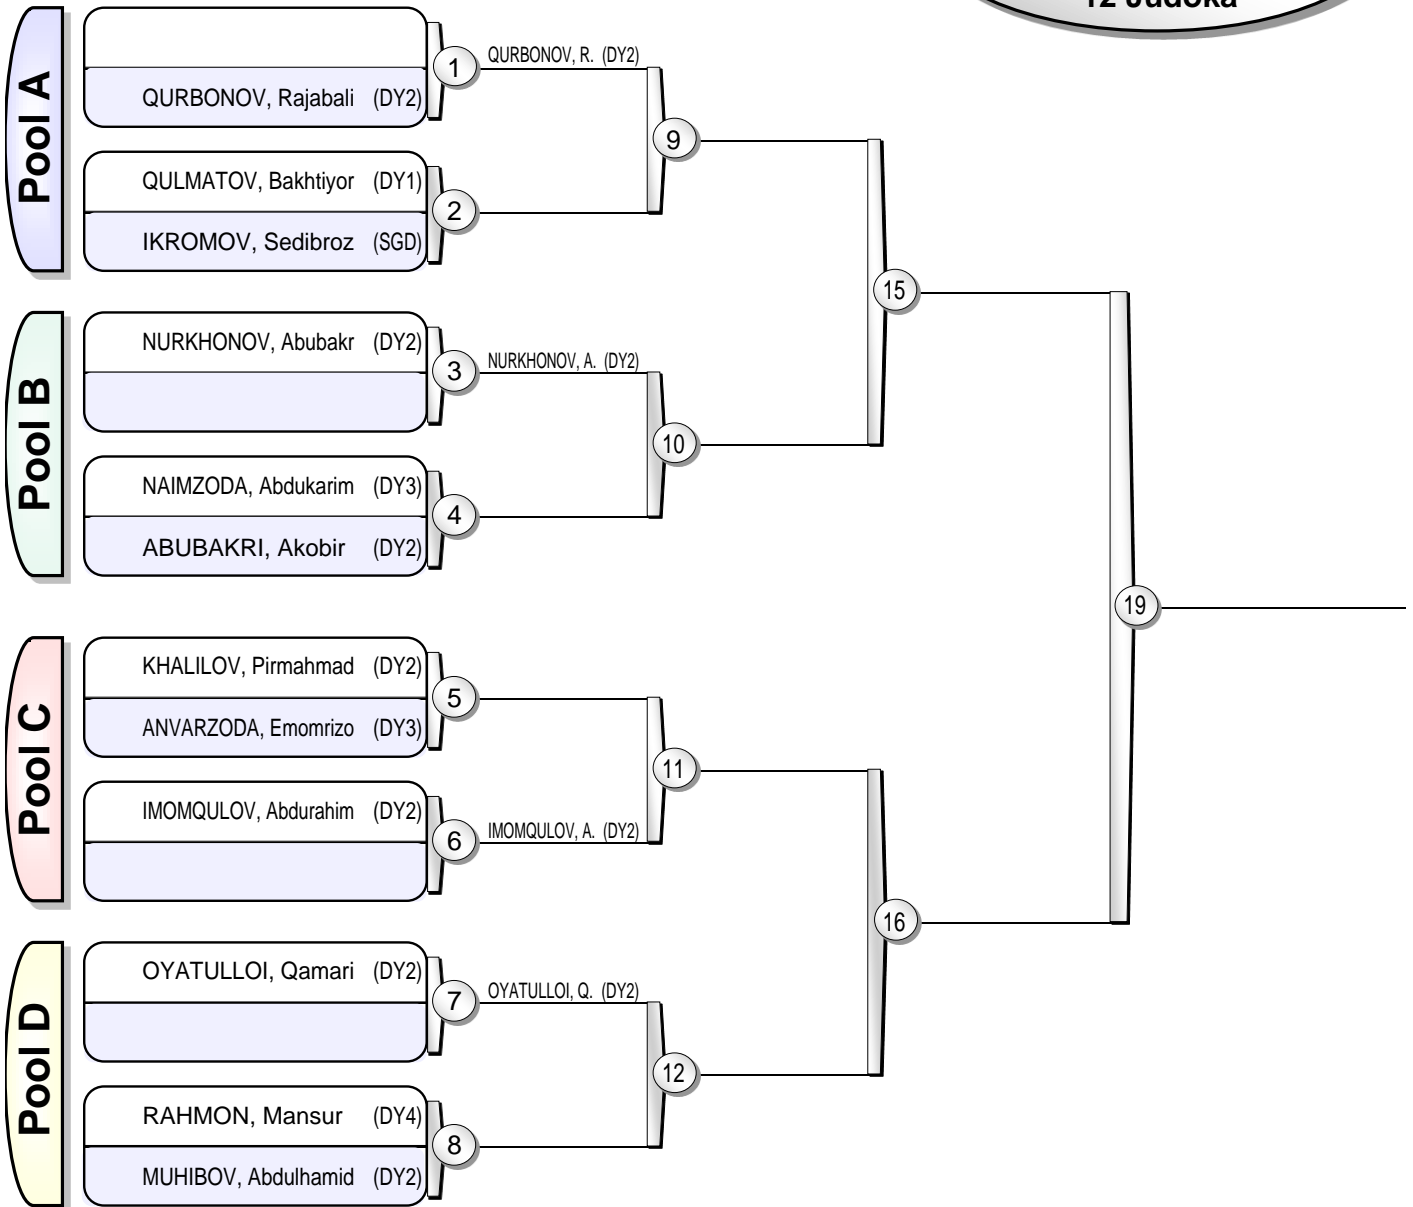 12 Judoka
Pool A
1
QURBONOV, R. (DY2)
QURBONOV, Rajabali (DY2)
9
QULMATOV, Bakhtiyor (DY1)
2
IKROMOV, Sedibroz (SGD)
15
Pool B
NURKHONOV, Abubakr (DY2)
3
NURKHONOV, A. (DY2)
10
NAIMZODA, Abdukarim (DY3)
4
ABUBAKRI, Akobir (DY2)
19
Pool C
KHALILOV, Pirmahmad (DY2)
5
ANVARZODA, Emomrizo (DY3)
11
IMOMQULOV, Abdurahim (DY2)
6
IMOMQULOV, A. (DY2)
16
Pool D
OYATULLOI, Qamari (DY2)
7
OYATULLOI, Q. (DY2)
12
RAHMON, Mansur (DY4)
8
MUHIBOV, Abdulhamid (DY2)